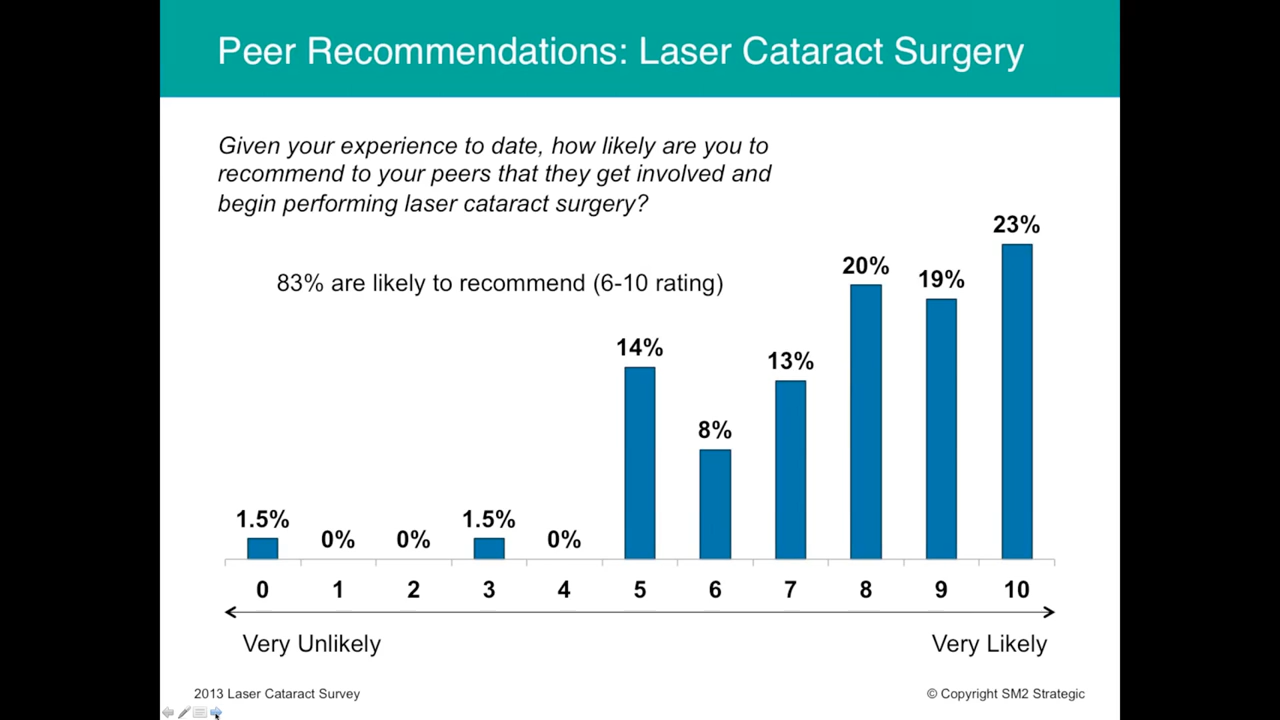 Peer Recommendations: Laser Cataract Surgery
Given your experience to date, how likely are you to
recommend to your peers that they get involved and
begin performing laser cataract surgery?
83% are likely to recommend (6-10 rating)
1.5%
0%
0%
1.5%
0%
14%
8%
13%
20%
19%
23%
0 1 2 3 4 5 6 7 8 9 10
Very Unlikely
Very Likely
2013 Laser Cataract Survey
© Copyright SM2 Strategic